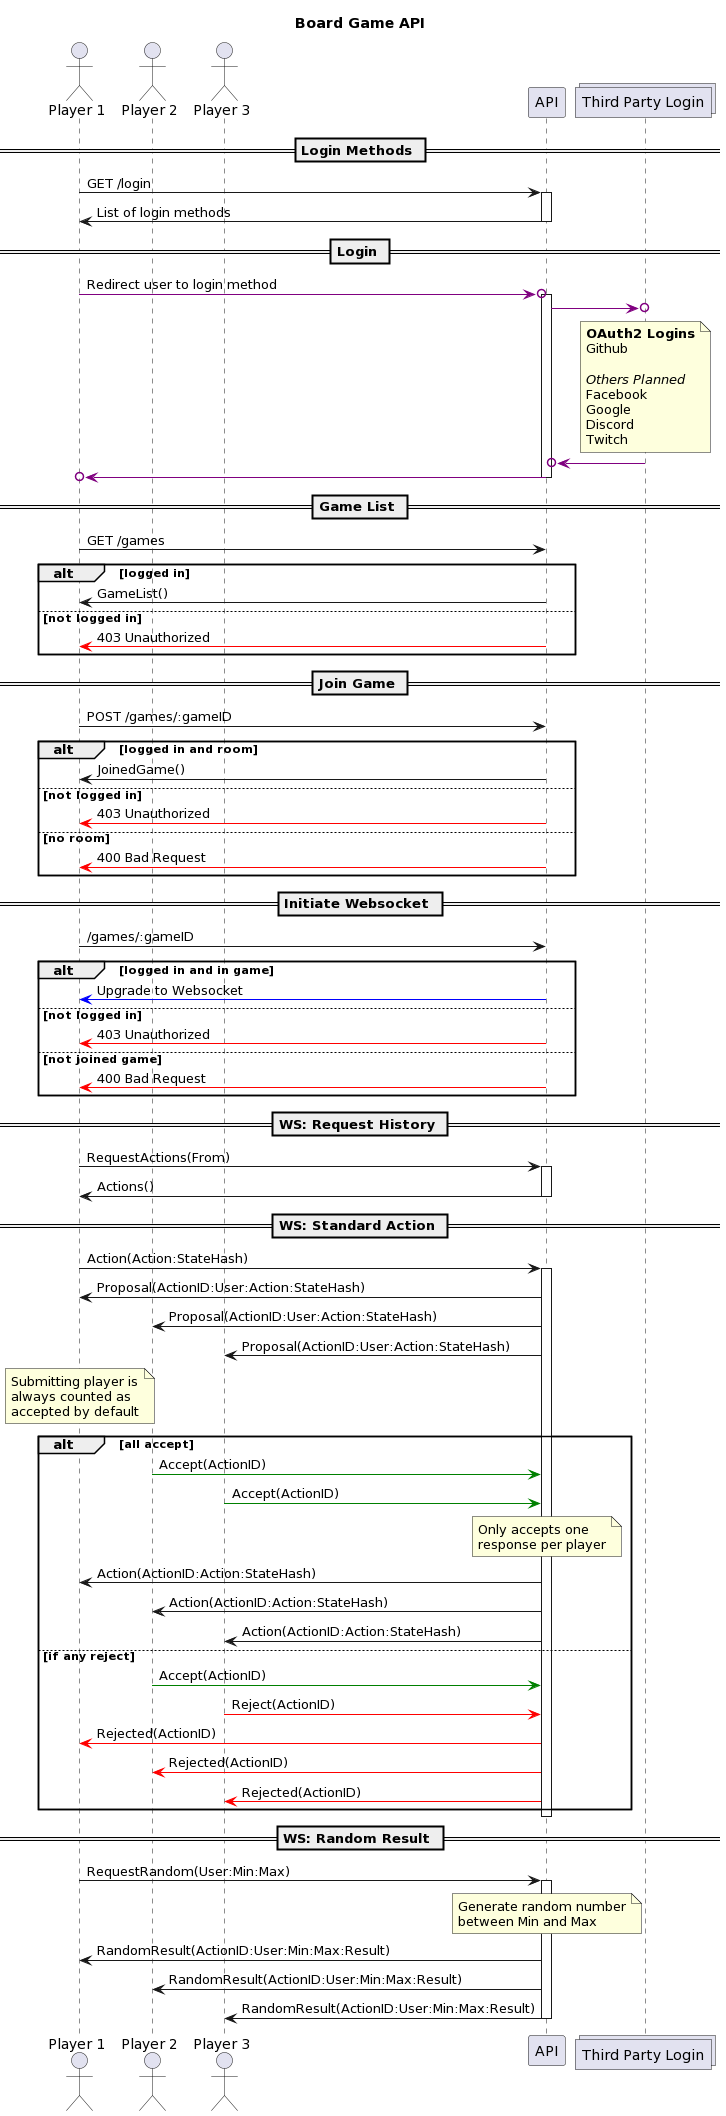 Board Game API
Player 1
Player 2
Player 3
API
Third Party Login
Login Methods
GET /login
List of login methods
Login
Redirect user to login method
OAuth2 Logins
Github
Others Planned
Facebook
Google
Discord
Twitch
Game List
GET /games
alt [logged in]
GameList()
[not logged in]
403 Unauthorized
Join Game
POST /games/:gameID
alt [logged in and room]
JoinedGame()
[not logged in]
403 Unauthorized
[no room]
400 Bad Request
Initiate Websocket
/games/:gameID
alt [logged in and in game]
Upgrade to Websocket
[not logged in]
403 Unauthorized
[not joined game]
400 Bad Request
WS: Request History
RequestActions(From)
Actions()
WS: Standard Action
Action(Action:StateHash)
Proposal(ActionID:User:Action:StateHash)
Proposal(ActionID:User:Action:StateHash)
Proposal(ActionID:User:Action:StateHash)
Submitting player is
always counted as
accepted by default
alt [all accept]
Accept(ActionID)
Accept(ActionID)
Only accepts one
response per player
Action(ActionID:Action:StateHash)
Action(ActionID:Action:StateHash)
Action(ActionID:Action:StateHash)
[if any reject]
Accept(ActionID)
Reject(ActionID)
Rejected(ActionID)
Rejected(ActionID)
Rejected(ActionID)
WS: Random Result
RequestRandom(User:Min:Max)
Generate random number
between Min and Max
RandomResult(ActionID:User:Min:Max:Result)
RandomResult(ActionID:User:Min:Max:Result)
RandomResult(ActionID:User:Min:Max:Result)
Player 1
Player 2
Player 3
API
Third Party Login